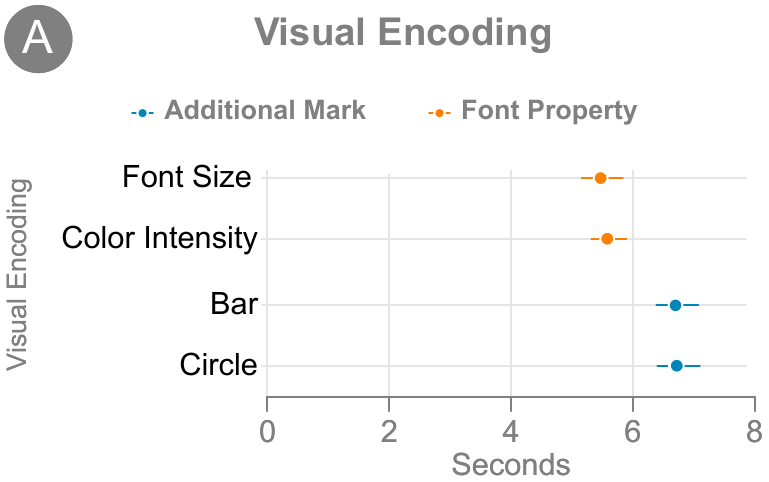 A
Visual Encoding
Additional Mark Font Property
Visual Encoding
Font Size
Color Intensity
Bar
Circle
0 2 4 6 8
Seconds